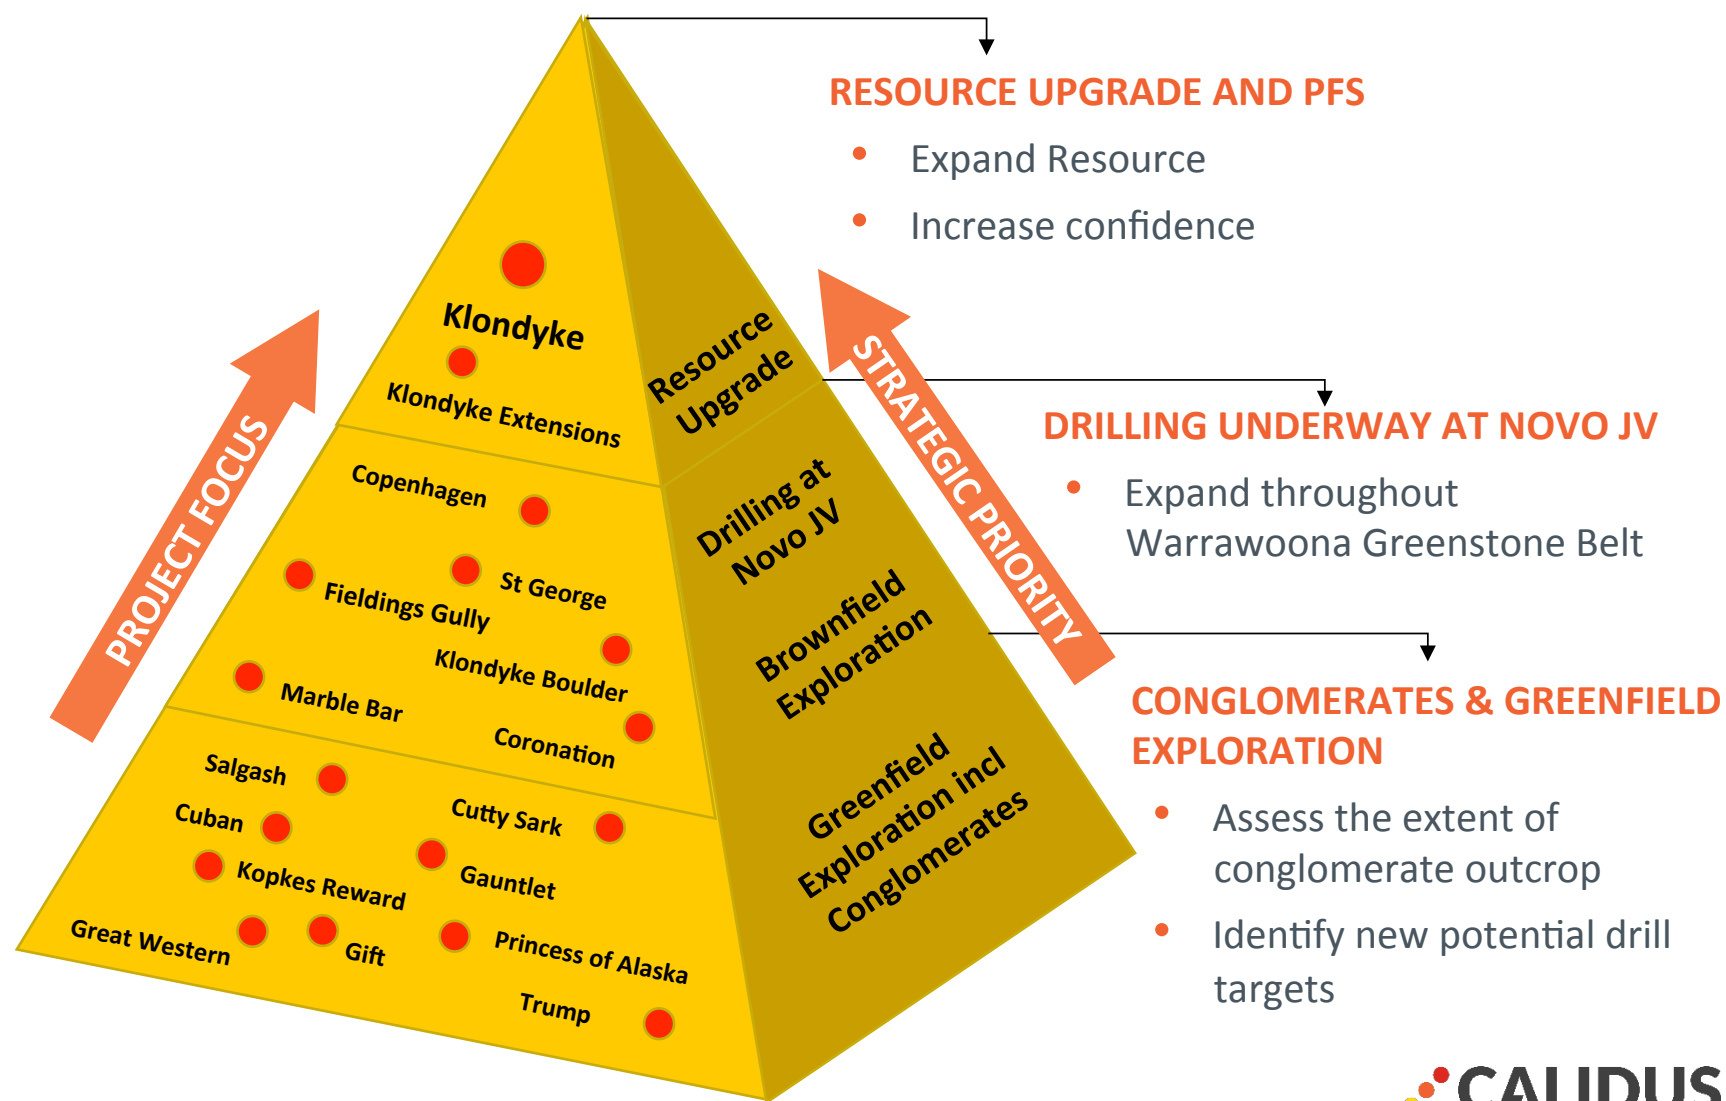 RESOURCE UPGRADE AND PFS
• Expand Resource
• Increase confidence
Klondyke
Klondyke Extensions
Resource
Upgrade
PROJECT FOCUS
STRATEGIC PRIORITY
DRILLING UNDERWAY AT NOVO JV
• Expand throughout
Warrawoona Greenstone Belt
Copenhagen
St George
Fieldings Gully
Klondyke Boulder
Marble Bar
Coronation
Drilling at
Novo JV
Brownfield
Exploration
CONGLOMERATES & GREENFIELD
EXPLORATION
• Assess the extent of
conglomerate outcrop
• Identify new potential drill
targets
Salgash
Cutty Sark
Cuban
Gauntlet
Kopkes Reward
Great Western
Gift
Princess of Alaska
Trump
Greenfield
Exploration incl
Conglomerates
CALIDUS